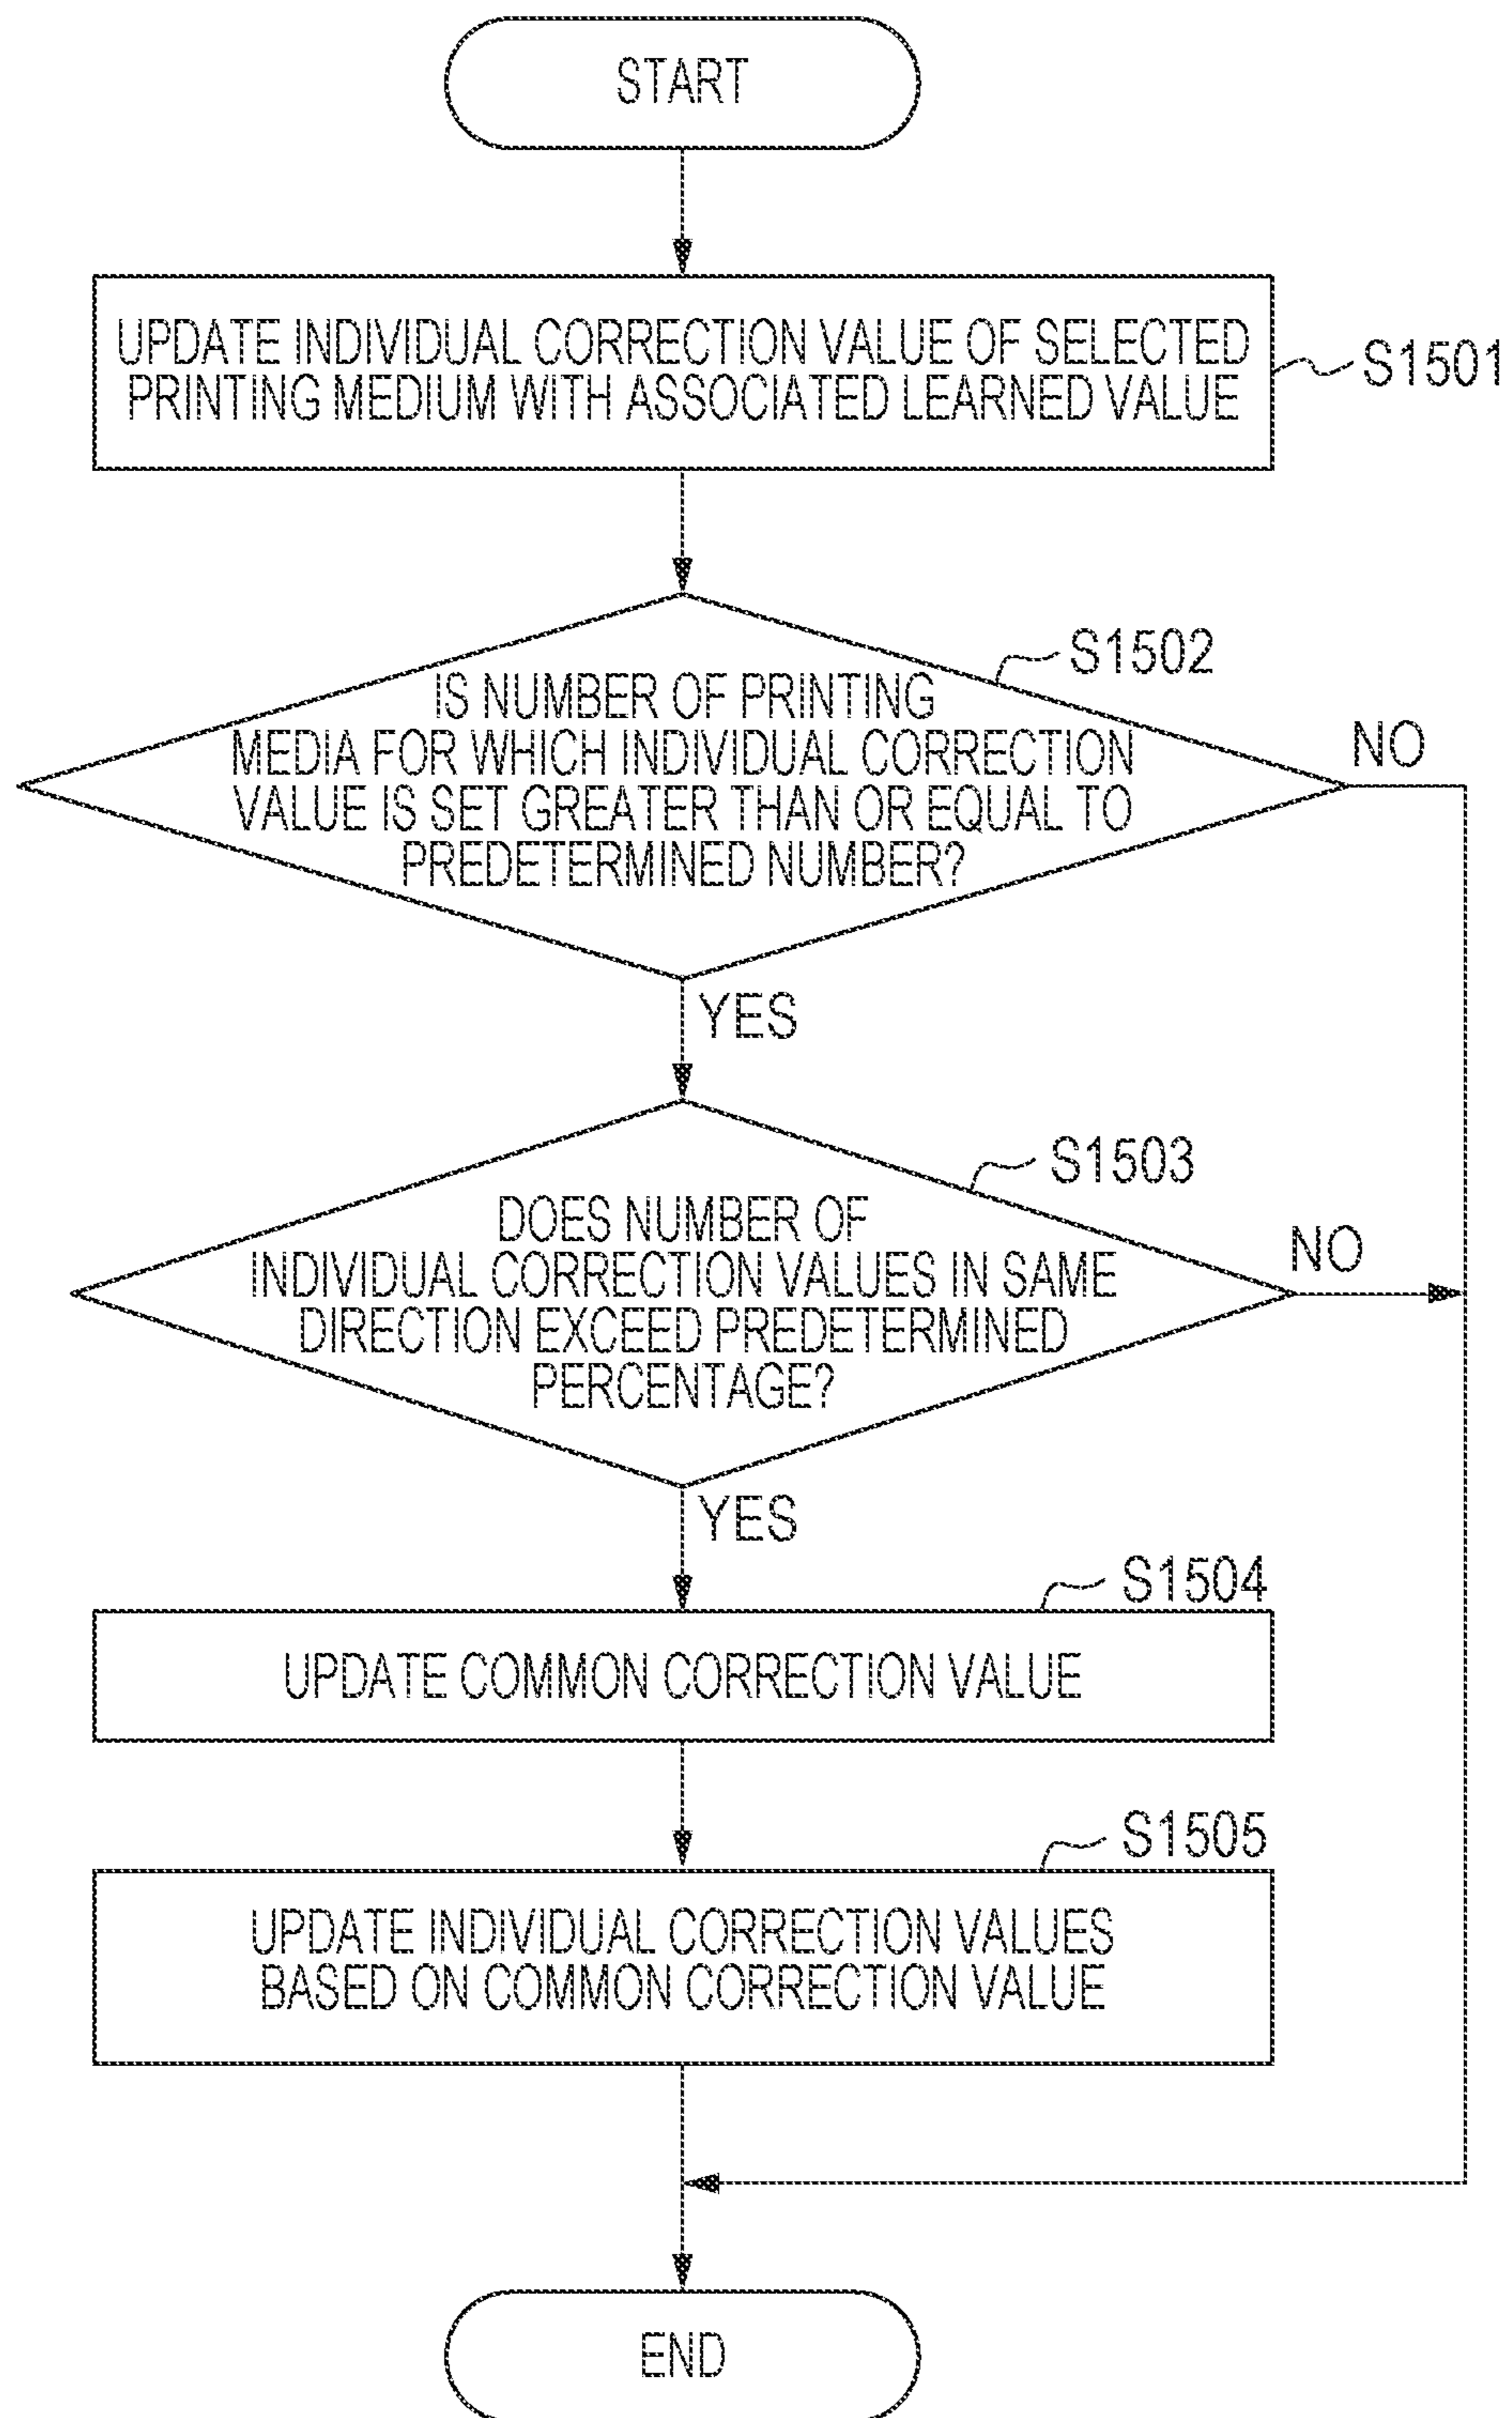 START
UPDATE INDIVIDUAL CORRECTION VALUE OF SELECTED
PRINTING MEDIUM WITH ASSOCIATED LEARNED VALUE
S1501
S1502
IS NUMBER OF PRINTING
MEDIA FOR WHICH INDIVIDUAL CORRECTION
VALUE IS SET GREATER THAN OR EQUAL TO
PREDETERMINED NUMBER?
NO
YES
S1503
DOES NUMBER OF
INDIVIDUAL CORRECTION VALUES IN SAME
DIRECTION EXCEED PREDETERMINED
PERCENTAGE?
NO
YES
S1504
UPDATE COMMON CORRECTION VALUE
S1505
UPDATE INDIVIDUAL CORRECTION VALUES
BASED ON COMMON CORRECTION VALUE
END